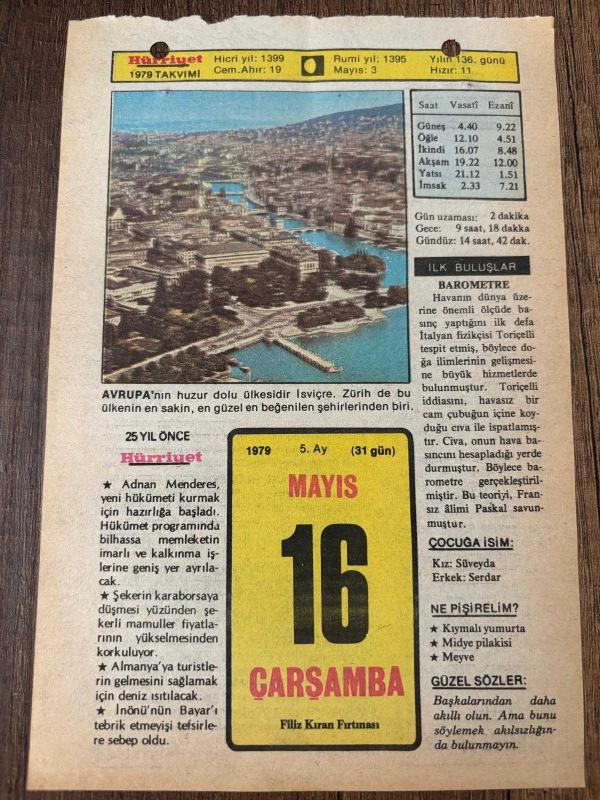 Hürriyet
1979 TAKVİMİ
Hicri yıl: 1399
Cem. Ahır: 19
Rumi yıl: 1395
Mayıs: 3
Yılın 136. günü
Hızır: 11
Saat Vasatî Ezanî
Güneş 4.40 9.22
Öğle 12.10 4.51
İkindi 16.07 8.48
Akşam 19.22 12.00
Yatsı 21.12 1.51
İmsak 2.33 7.21
Gün uzaması: 2 dakika
Gece: 9 saat, 18 dakka
Gündüz: 14 saat, 42 dak.
AVRUPA'nın huzur dolu ülkesidir İsviçre. Zürih de bu
ülkenin en sakin, en güzel en beğenilen şehirlerinden biri.
25 YIL ÖNCE
Hürriyet
★ Adnan Menderes,
yeni hükümeti kurmak
için hazırlığa başladı.
Hükümet programında
bilhassa memleketin
imarlı ve kalkınma iş-
lerine geniş yer ayrıla-
cak.
★ Şekerin karaborsaya
düşmesi yüzünden şe-
kerli mamuller fiyatla-
rının yükselmesinden
korkuluyor.
★ Almanya'ya turistle-
rin gelmesini sağlamak
için deniz ısıtılacak.
★ İnönü'nün Bayar'ı
tebrik etmeyişi tefsirle-
re sebep oldu.
1979 5. Ay (31 gün)
MAYIS
16
ÇARŞAMBA
Filiz Kıran Fırtınası
İLK BULUŞLAR
BAROMETRE
Havanın dünya üze-
rine önemli ölçüde ba-
sınç yaptığını ilk defa
İtalyan fizikçisi Toriçelli
tespit etmiş, böylece do-
ğa ilimlerinin gelişmesi-
ne büyük hizmetlerde
bulunmuştur. Toriçelli
iddiasını, havasız bir
cam çubuğun içine koy-
duğu cıva ile ispatlamış-
tır. Civa, onun hava ba-
sıncını hesapladığı yerde
durmuştur. Böylece ba-
rometre gerçekleştiril-
miştir. Bu teoriyi, Fran-
sız âlimi Paskal savun-
muştur.
ÇOCUĞA İSİM:
Kız: Süveyda
Erkek: Serdar
NE PİŞİRELİM?
★ Kıymalı yumurta
★ Midye pilakisi
★ Meyve
GÜZEL SÖZLER:
Başkalarından daha
akıllı olun. Ama bunu
söylemek akılsızlığın-
da bulunmayın.